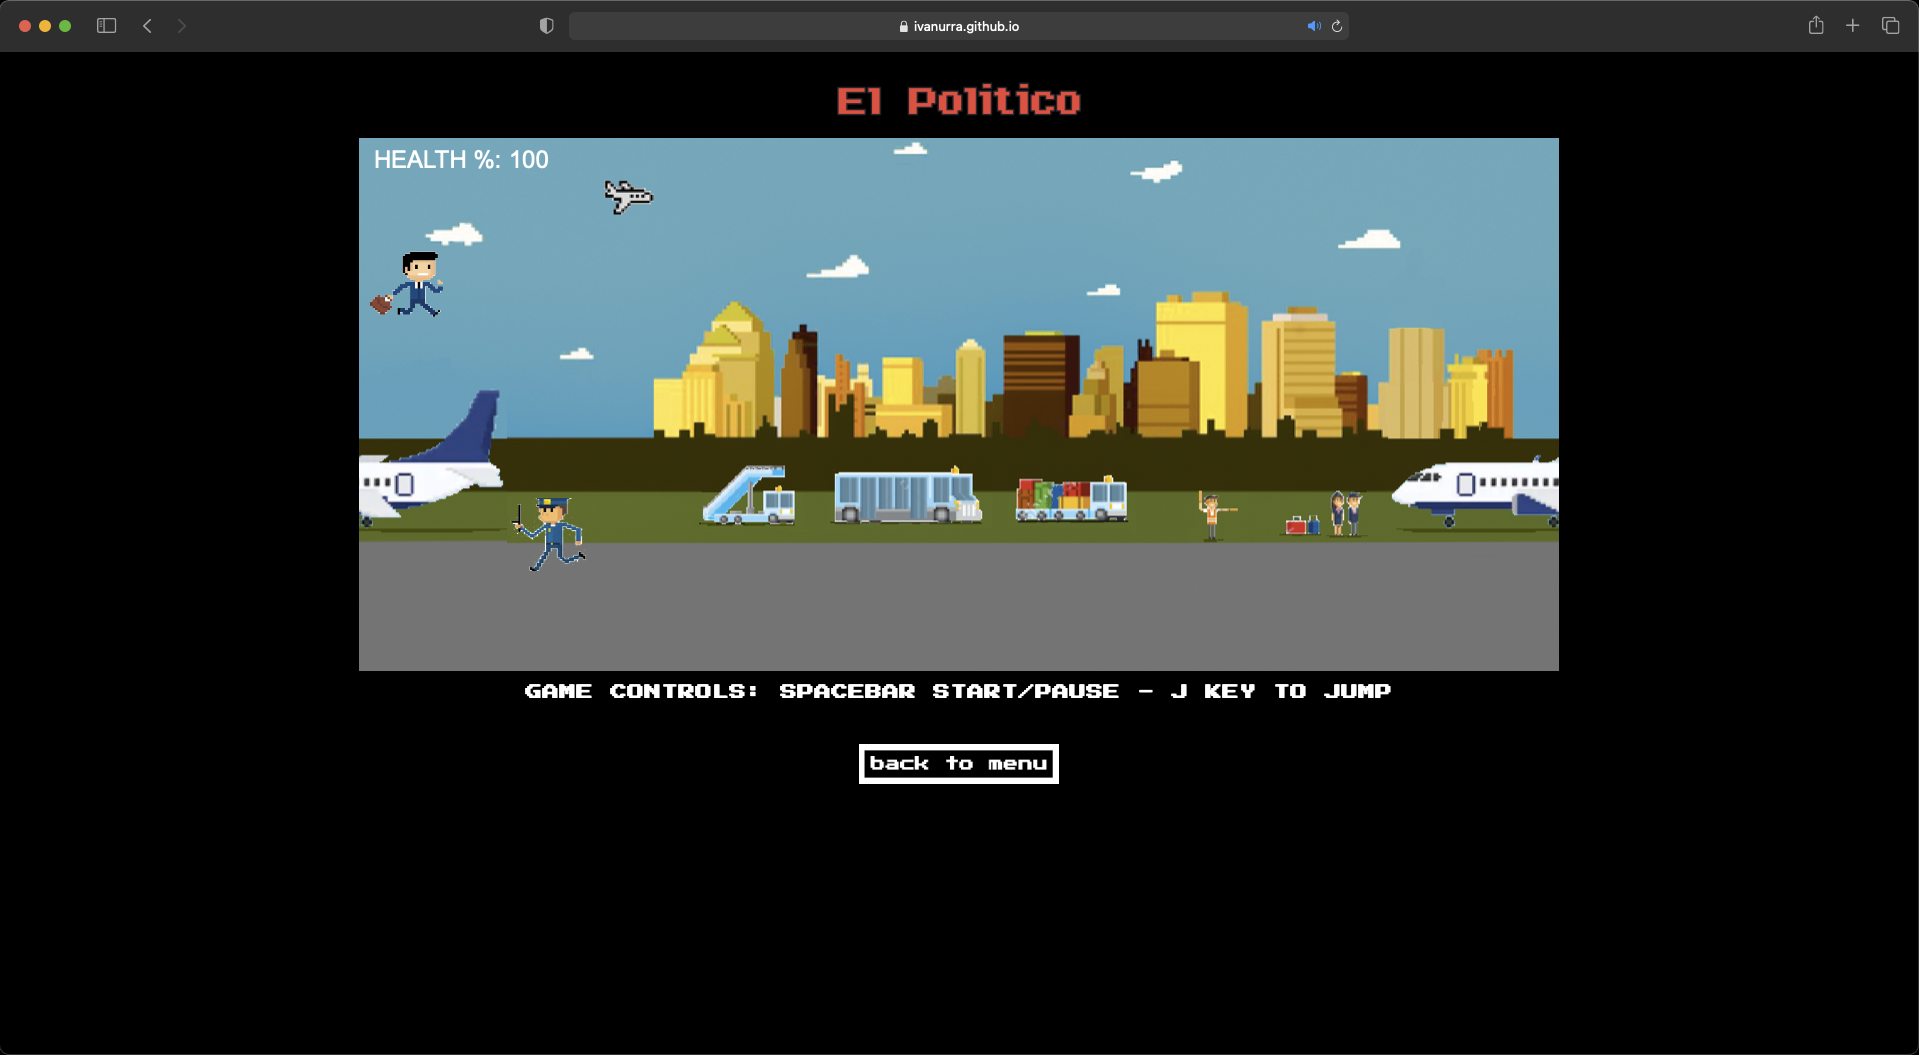 ivanurra.github.io
El Politico
HEALTH %: 100
GAME CONTROLS: SPACEBAR START/PAUSE - J KEY TO JUMP
back to menu